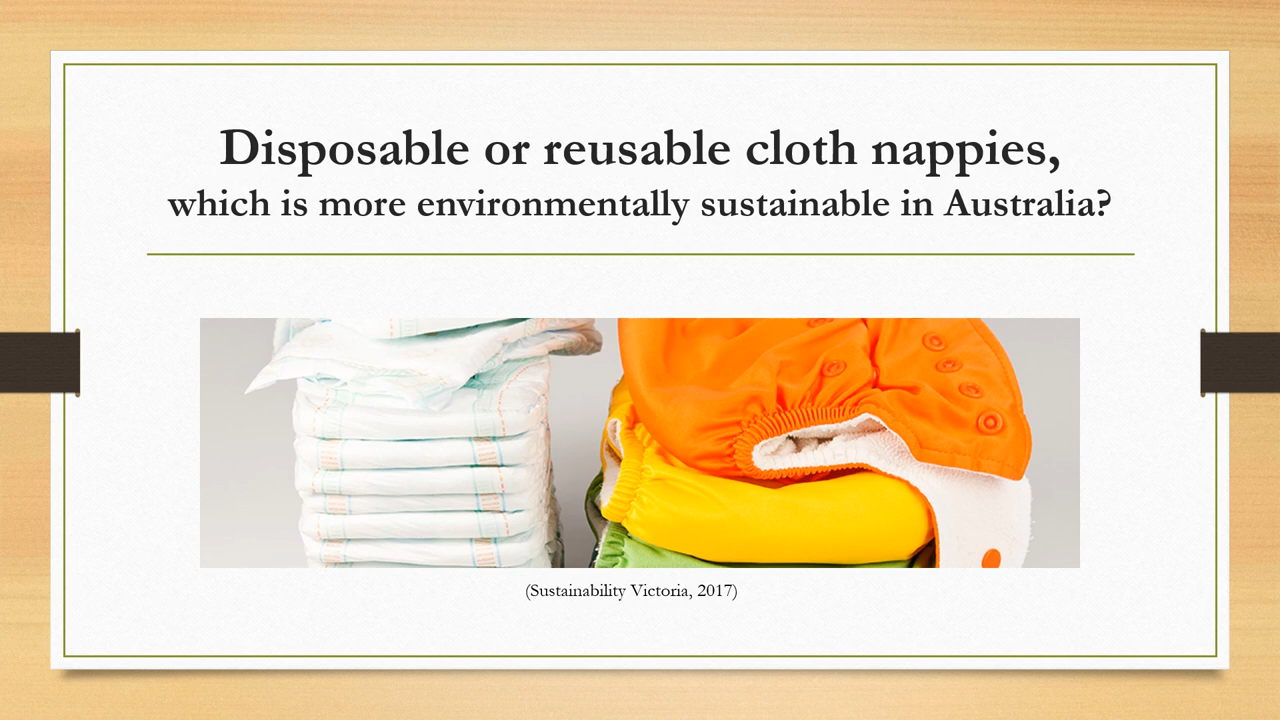 Disposable or reusable cloth nappies,
which is more environmentally sustainable in Australia?
(Sustainability Victoria, 2017)